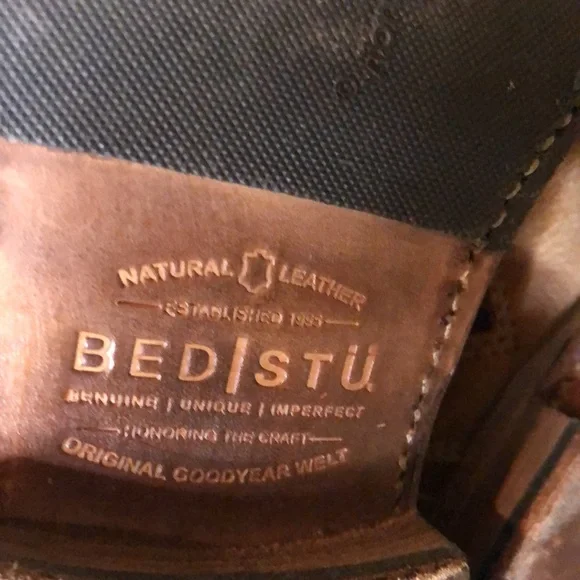 NATURAL LEATHER
ESTABLISHED 1995
BED|STÜ
GENUINE | UNIQUE | IMPERFECT
HONORING THE CRAFT
ORIGINAL GOODYEAR WELT